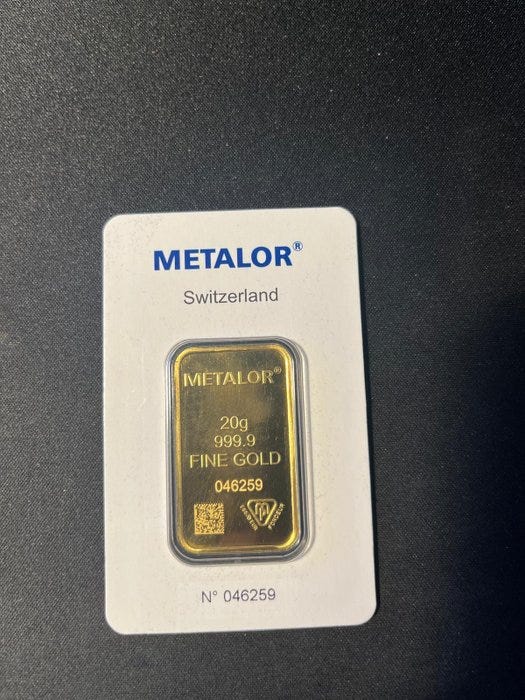 METALOR®
Switzerland
METALOR®
20g
999.9
FINE GOLD
046259
N° 046259